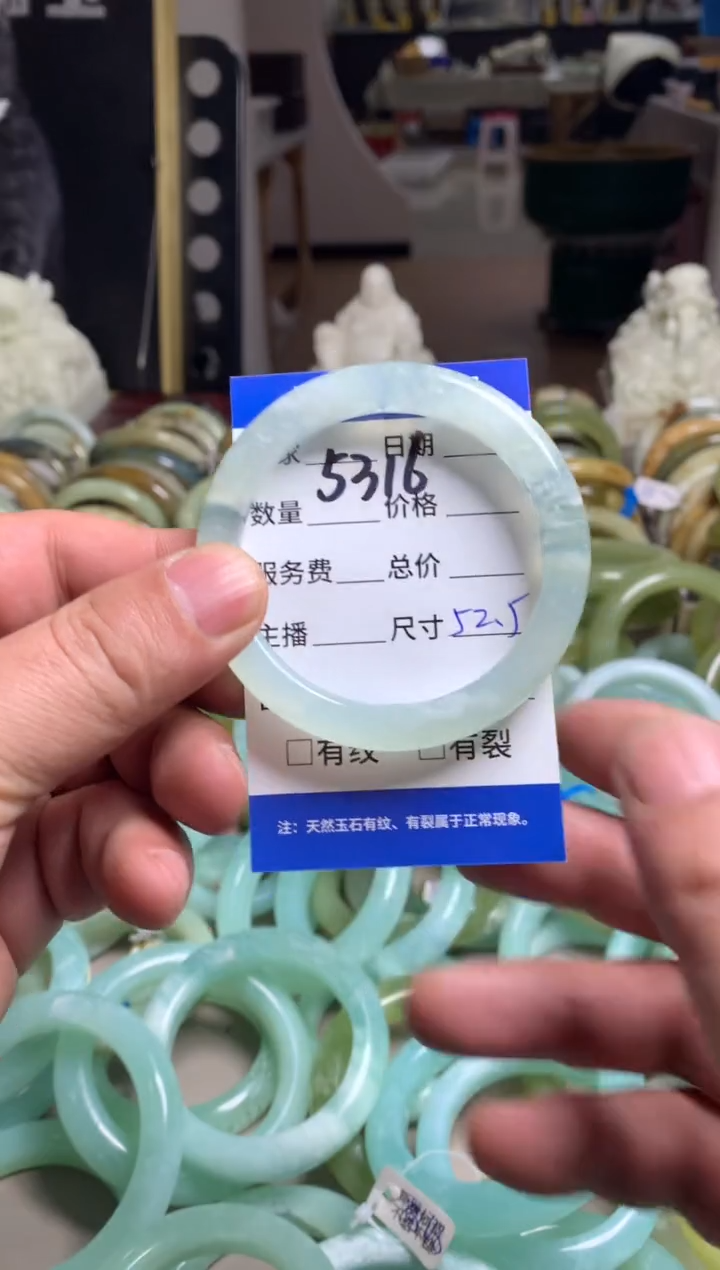 日期
5316
数量 价格
服务费 总价
主播 尺寸 52.5
□有纹 □有裂
注：天然玉石有纹、有裂属于正常现象。